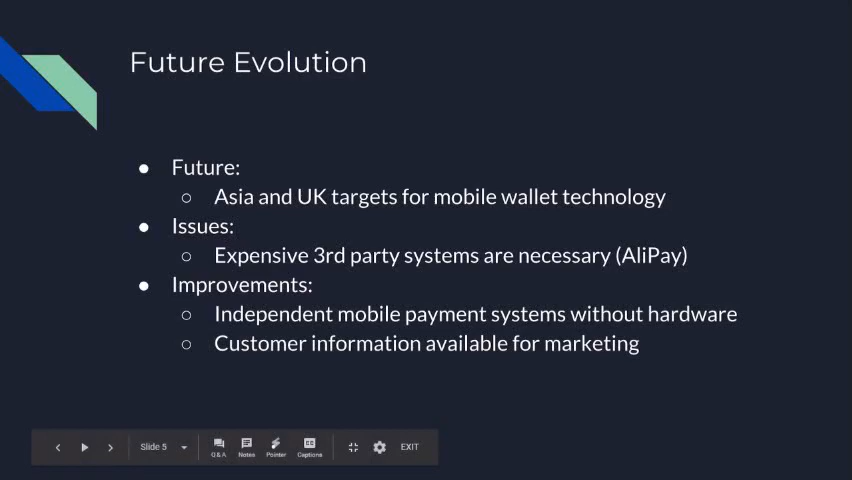 Future Evolution
● Future:
○ Asia and UK targets for mobile wallet technology
● Issues:
○ Expensive 3rd party systems are necessary (AliPay)
● Improvements:
○ Independent mobile payment systems without hardware
○ Customer information available for marketing
Slide 5 Q&A Notes Pointer Captions EXIT